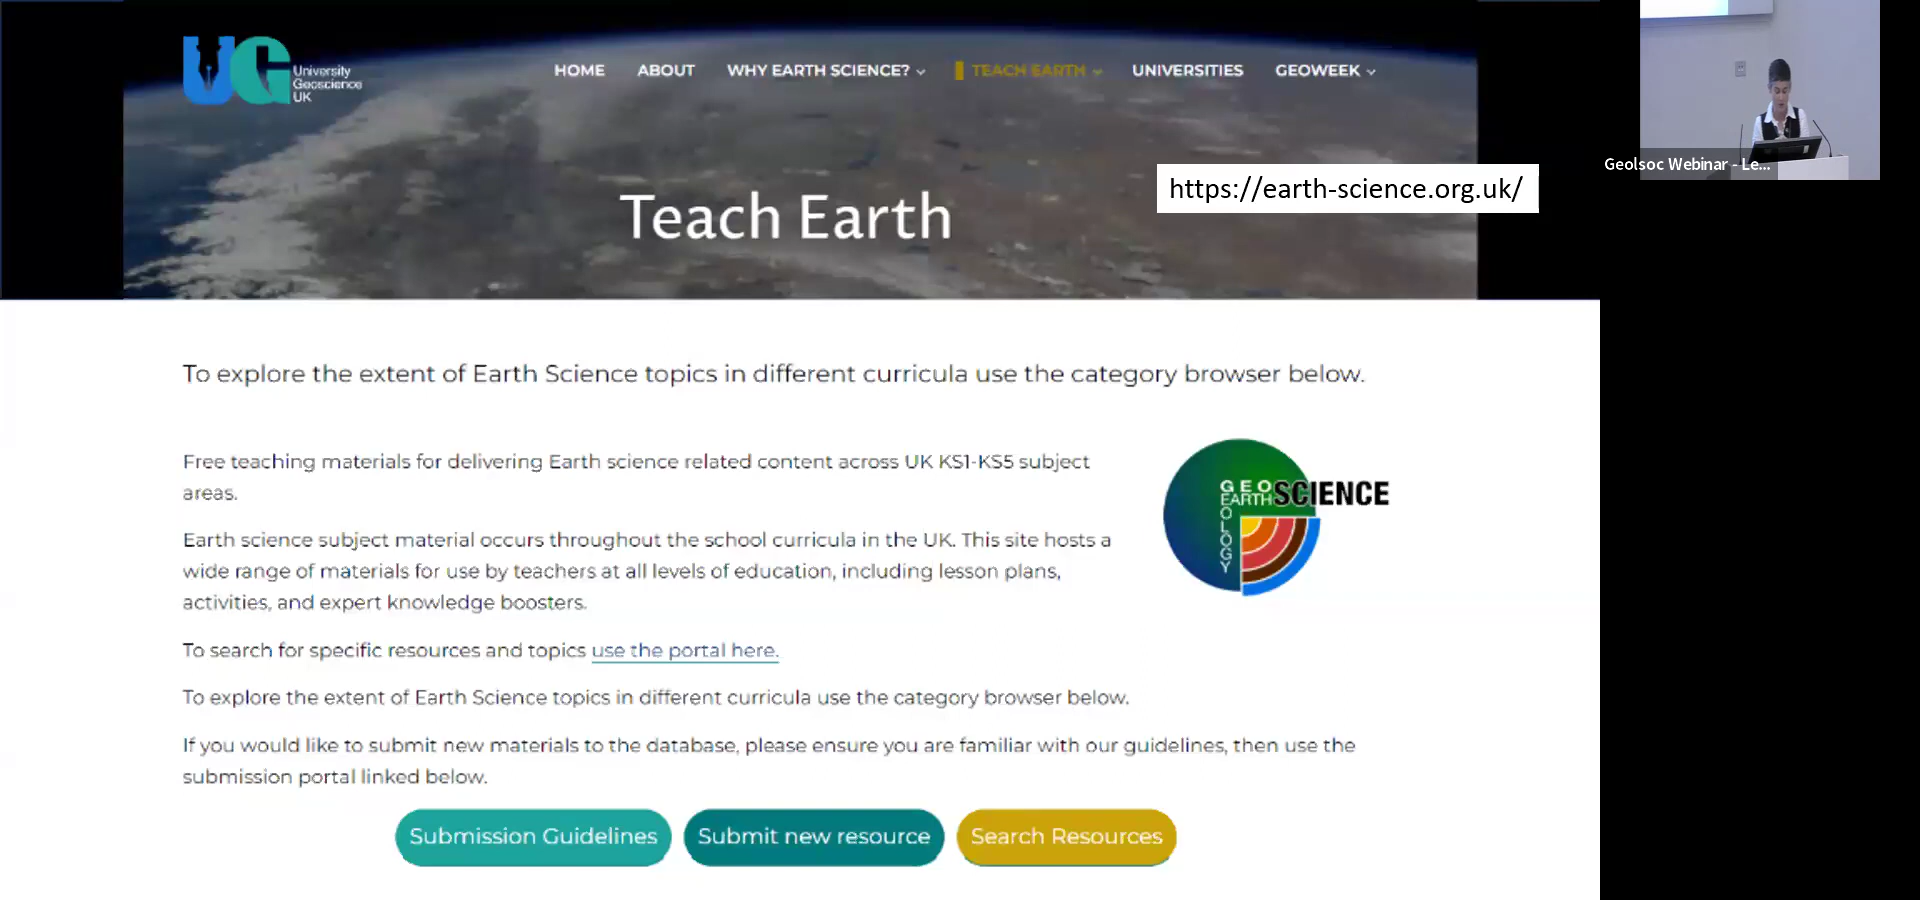 University
Geoscience
UK
HOME ABOUT WHY EARTH SCIENCE? TEACH EARTH UNIVERSITIES GEOWEEK
Geolsoc Webinar - Le...
https://earth-science.org.uk/
Teach Earth
To explore the extent of Earth Science topics in different curricula use the category browser below.
Free teaching materials for delivering Earth science related content across UK KS1-KS5 subject
areas.
GEO
EARTHSCIENCE
GEOLOGY
Earth science subject material occurs throughout the school curricula in the UK. This site hosts a
wide range of materials for use by teachers at all levels of education, including lesson plans,
activities, and expert knowledge boosters.
To search for specific resources and topics use the portal here.
To explore the extent of Earth Science topics in different curricula use the category browser below.
If you would like to submit new materials to the database, please ensure you are familiar with our guidelines, then use the
submission portal linked below.
Submission Guidelines Submit new resource Search Resources